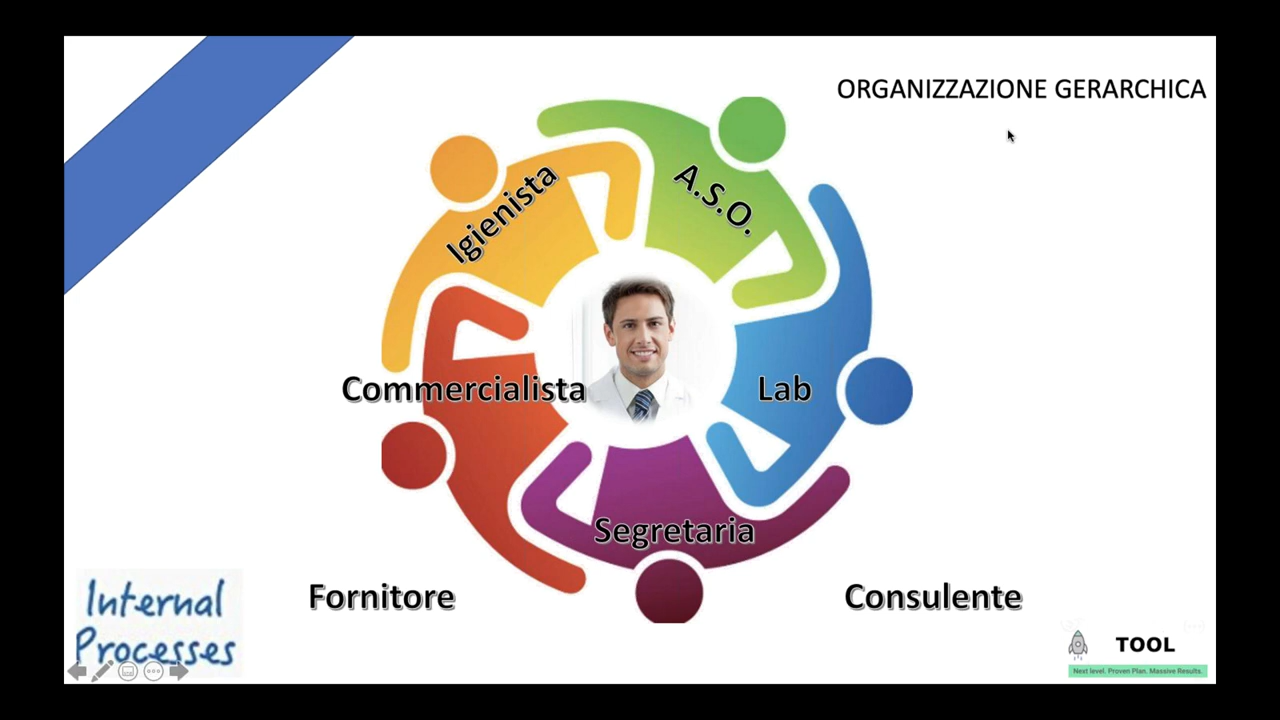 ORGANIZZAZIONE GERARCHICA
Igienista
A.S.O.
Commercialista
Lab
Segretaria
Fornitore
Consulente
Internal
Processes
TOOL
Next level. Proven Plan. Massive Results.